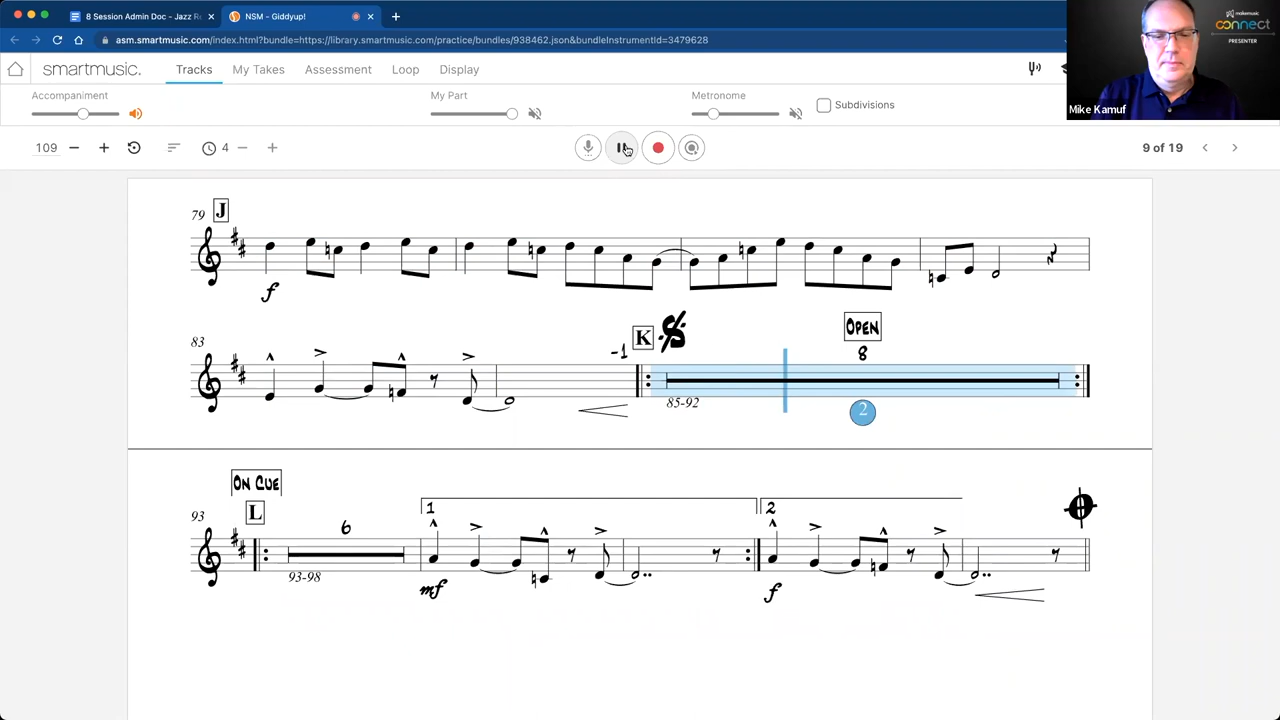 8 Session Admin Doc - Jazz R
NSM - Giddyup!
asm.smartmusic.com/index.html?bundle=https://library.smartmusic.com/practice/bundles/938462.json&bundleInstrumentId=3479628
makemusic
connect
PRESENTER
Mike Kamuf
smartmusic.
Tracks
My Takes
Assessment
Loop
Display
Accompaniment
My Part
Metronome
Subdivisions
109
4
9 of 19
79
J
f
83
-1
K
OPEN
8
85-92
2
ON CUE
93
L
6
93-98
1
mf
2
f